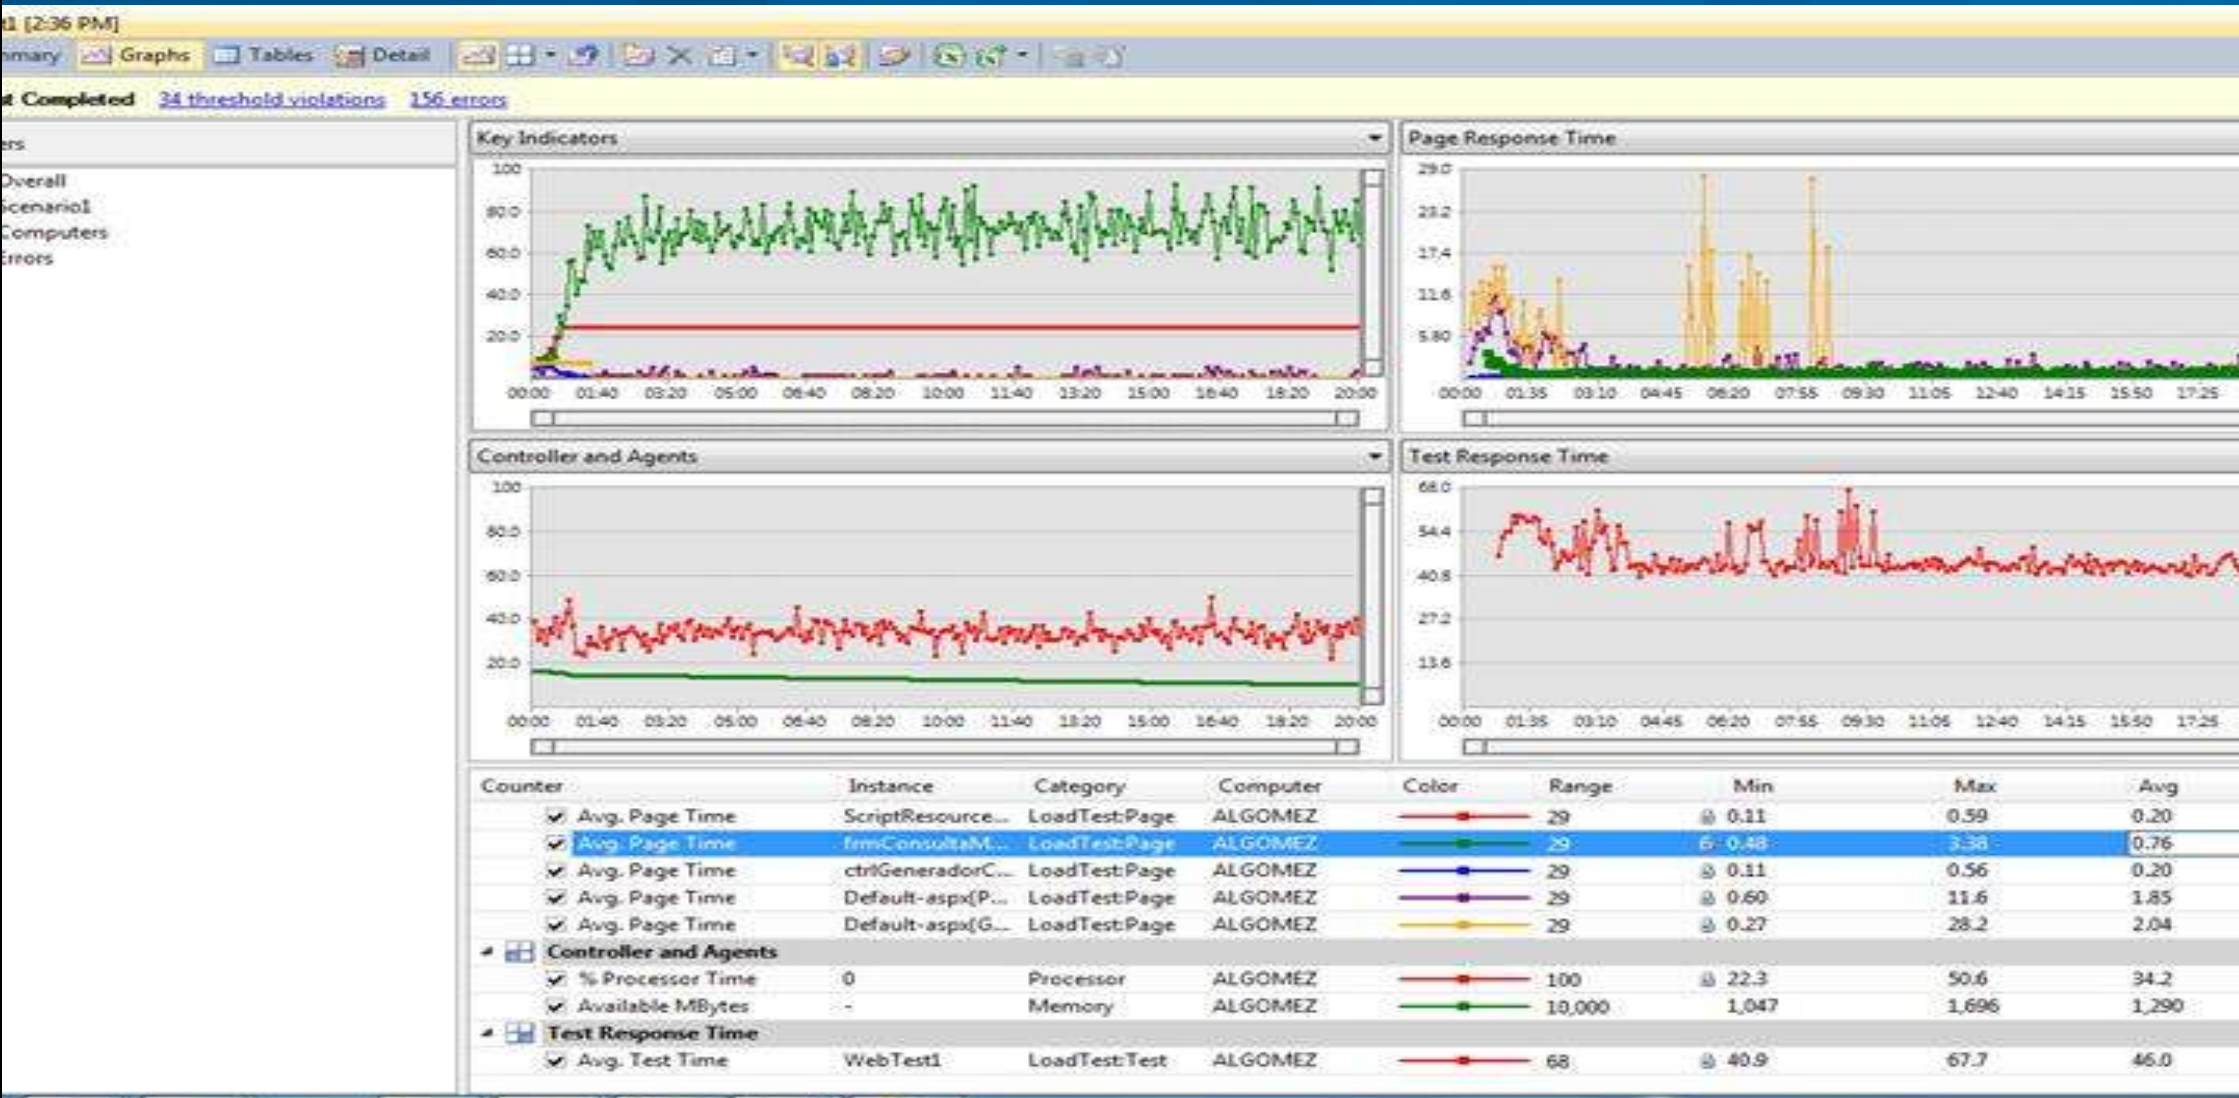 [2:36 PM]
mmary Graphs Tables Detail
st Completed 34 threshold violations 156 errors
ers
Overall
Scenario1
Computers
Errors
Key Indicators
100
80.0
60.0
40.0
20.0
00:00 01:40 03:20 05:00 06:40 08:20 10:00 11:40 13:20 15:00 16:40 18:20 20:00
Page Response Time
29.0
23.2
17.4
11.6
5.80
00:00 01:35 03:10 04:45 06:20 07:55 09:30 11:05 12:40 14:15 15:50 17:25
Controller and Agents
100
80.0
60.0
40.0
20.0
00:00 01:40 03:20 05:00 06:40 08:20 10:00 11:40 13:20 15:00 16:40 18:20 20:00
Test Response Time
68.0
54.4
40.8
27.2
13.6
00:00 01:35 03:10 04:45 06:20 07:55 09:30 11:05 12:40 14:15 15:50 17:25
Counter Instance Category Computer Color Range Min Max Avg
Avg. Page Time ScriptResource... LoadTest:Page ALGOMEZ 29 0.11 0.59 0.20
Avg. Page Time frmConsultaM... LoadTest:Page ALGOMEZ 29 0.48 3.38 0.76
Avg. Page Time ctrlGeneradorC... LoadTest:Page ALGOMEZ 29 0.11 0.56 0.20
Avg. Page Time Default-aspx{P... LoadTest:Page ALGOMEZ 29 0.60 11.6 1.85
Avg. Page Time Default-aspx{G... LoadTest:Page ALGOMEZ 29 0.27 28.2 2.04
Controller and Agents
% Processor Time 0 Processor ALGOMEZ 100 22.3 50.6 34.2
Available MBytes - Memory ALGOMEZ 10,000 1,047 1,696 1,290
Test Response Time
Avg. Test Time WebTest1 LoadTest:Test ALGOMEZ 68 40.9 67.7 46.0